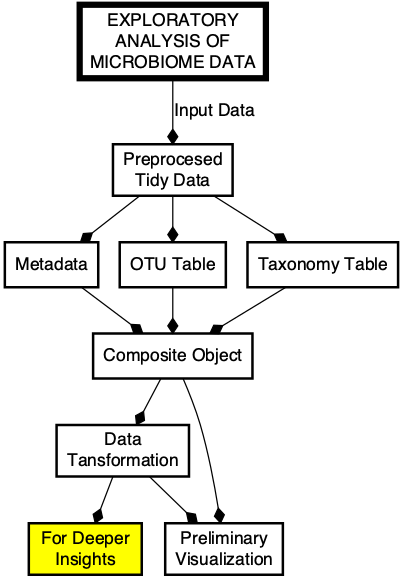 EXPLORATORY
ANALYSIS OF
MICROBIOME DATA
Input Data
Preprocesed
Tidy Data
Metadata
OTU Table
Taxonomy Table
Composite Object
Data
Tansformation
For Deeper
Insights
Preliminary
Visualization